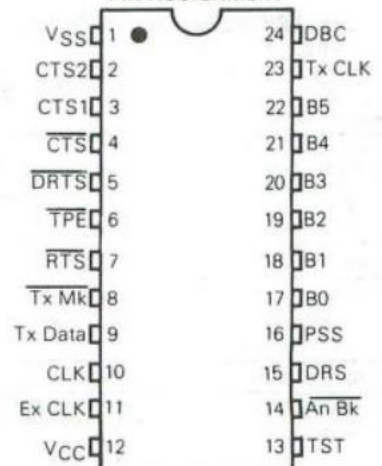 VSS 1 24 DBC
CTS2 2 23 Tx CLK
CTS1 3 22 B5
CTS 4 21 B4
DRTS 5 20 B3
TPE 6 19 B2
RTS 7 18 B1
Tx Mk 8 17 B0
Tx Data 9 16 PSS
CLK 10 15 DRS
Ex CLK 11 14 An Bk
VCC 12 13 TST